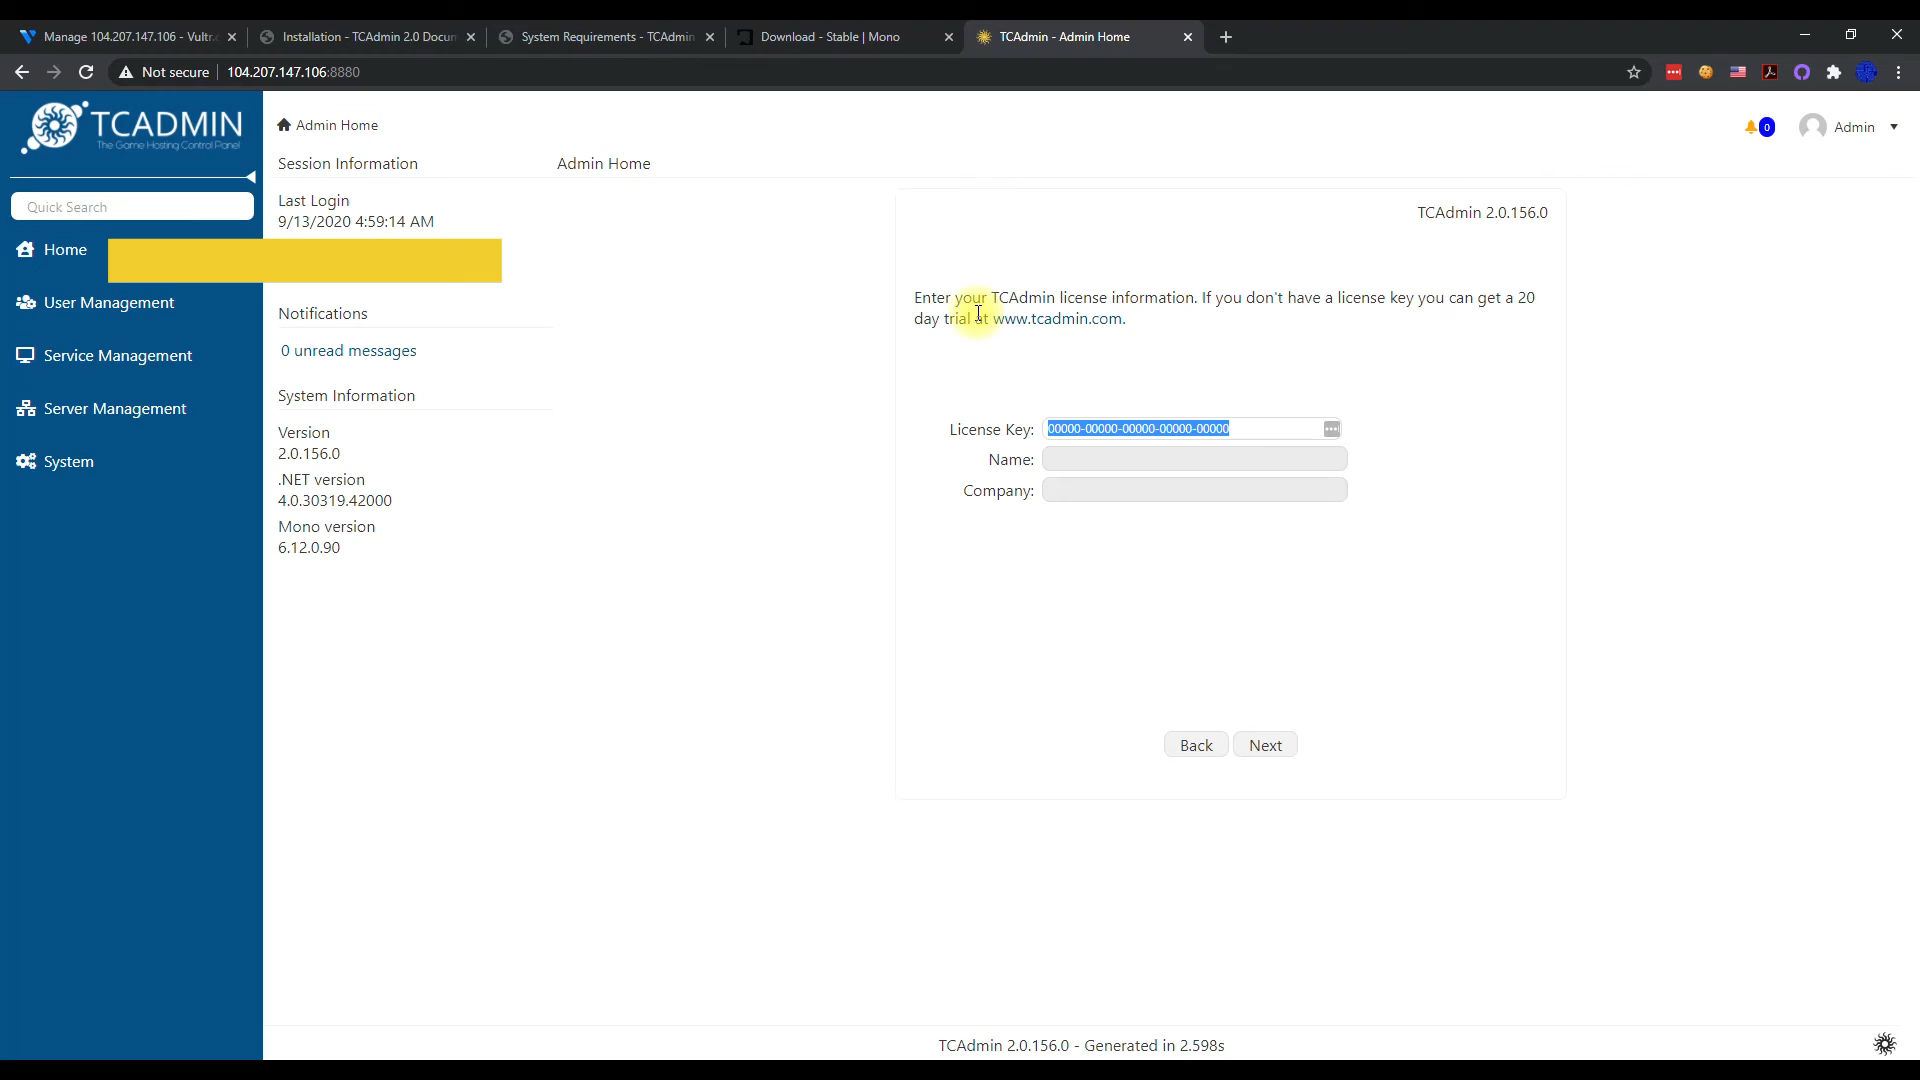 Manage 104.207.147.106 - Vultr.c
Installation - TCAdmin 2.0 Docum
System Requirements - TCAdmin
Download - Stable | Mono
TCAdmin - Admin Home
Not secure
104.207.147.106:8880
TCADMIN
The Game Hosting Control Panel
Quick Search
Home
User Management
Service Management
Server Management
System
Admin Home
0
Admin
Session Information
Last Login
9/13/2020 4:59:14 AM
Notifications
0 unread messages
System Information
Version
2.0.156.0
.NET version
4.0.30319.42000
Mono version
6.12.0.90
Admin Home
TCAdmin 2.0.156.0
Enter your TCAdmin license information. If you don't have a license key you can get a 20
day trial at www.tcadmin.com.
License Key: 00000-00000-00000-00000-00000
Name:
Company:
Back
Next
TCAdmin 2.0.156.0 - Generated in 2.598s